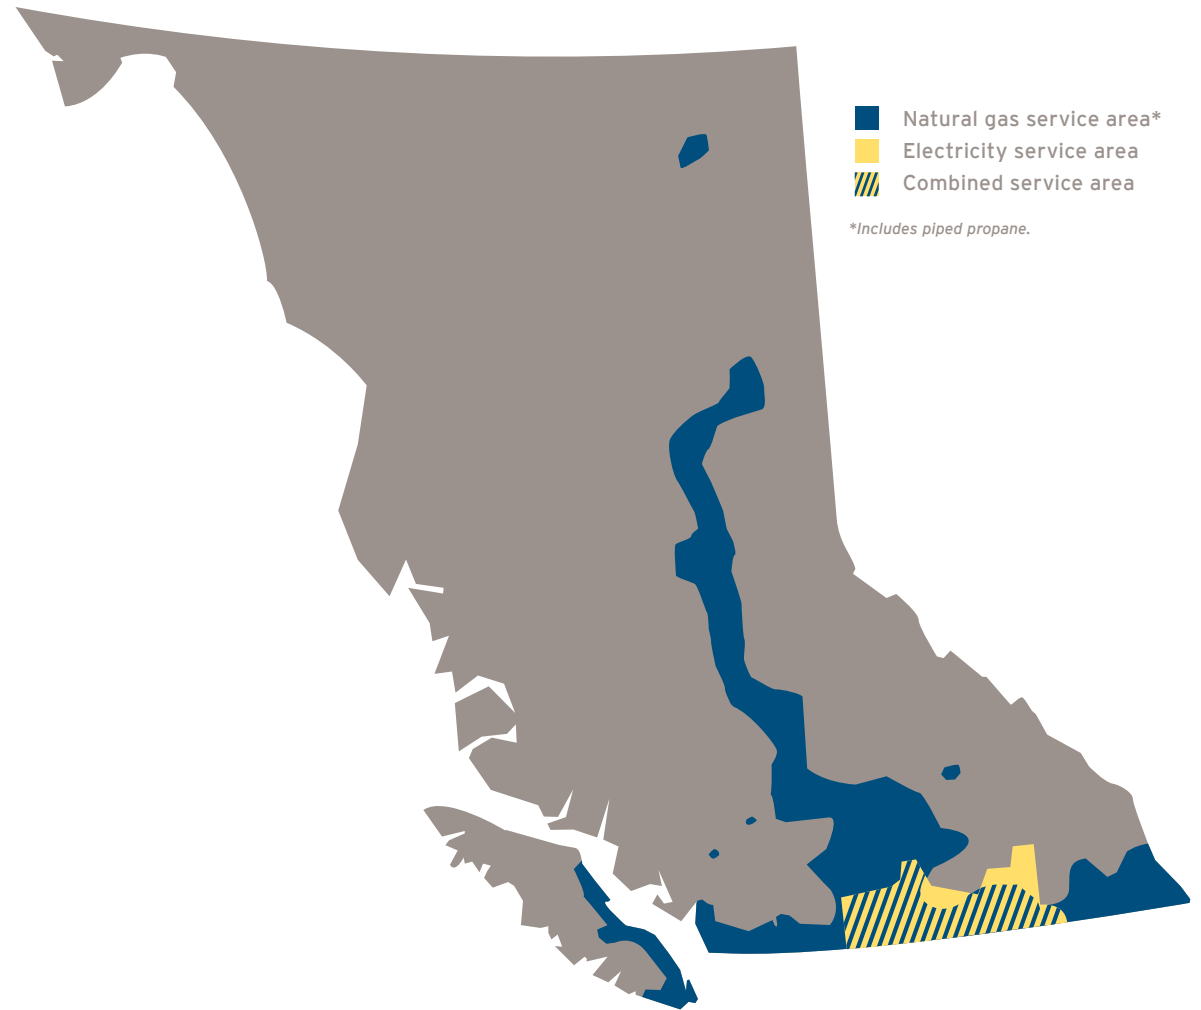 Natural gas service area*
Electricity service area
Combined service area
*Includes piped propane.